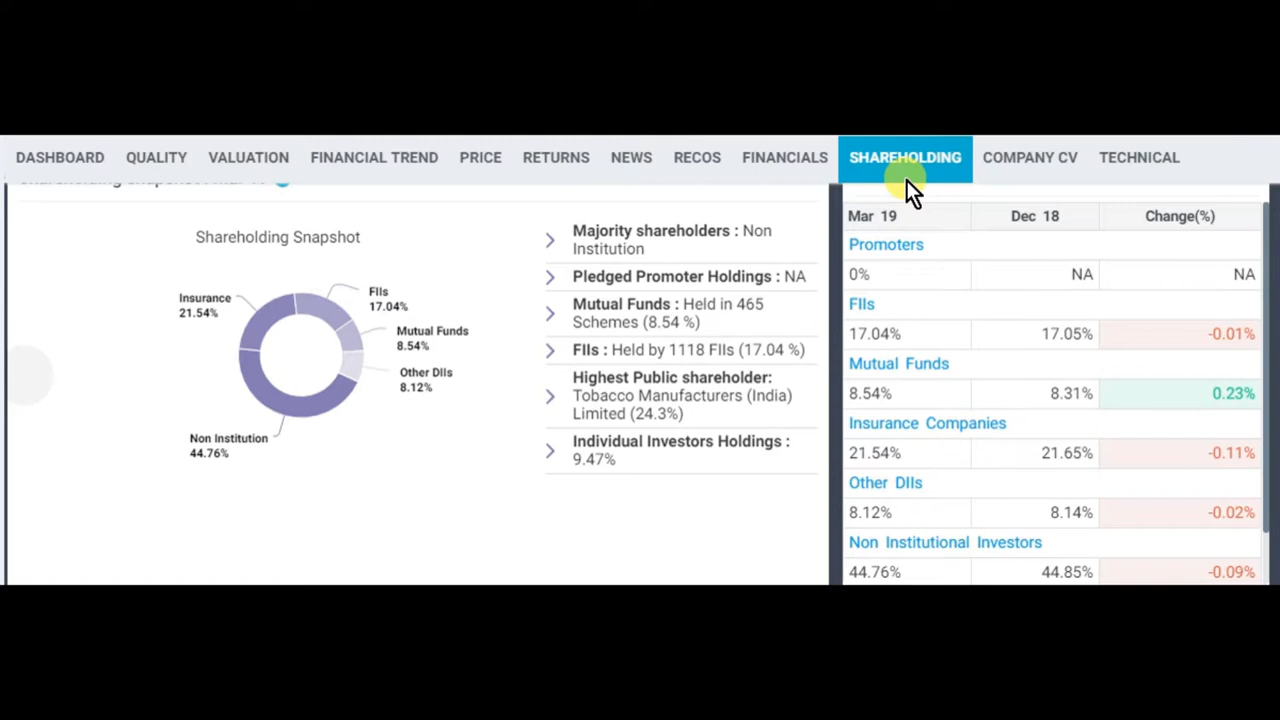 DASHBOARD QUALITY VALUATION FINANCIAL TREND PRICE RETURNS NEWS RECOS FINANCIALS SHAREHOLDING COMPANY CV TECHNICAL
Shareholding Snapshot
FIIs
17.04%
Insurance
21.54%
Mutual Funds
8.54%
Other DIIs
8.12%
Non Institution
44.76%
Majority shareholders : Non
Institution
Pledged Promoter Holdings : NA
Mutual Funds : Held in 465
Schemes (8.54 %)
FIIs : Held by 1118 FIIs (17.04 %)
Highest Public shareholder:
Tobacco Manufacturers (India)
Limited (24.3%)
Individual Investors Holdings :
9.47%
Mar 19 Dec 18 Change(%)
Promoters
0% NA NA
FIIs
17.04% 17.05% -0.01%
Mutual Funds
8.54% 8.31% 0.23%
Insurance Companies
21.54% 21.65% -0.11%
Other DIIs
8.12% 8.14% -0.02%
Non Institutional Investors
44.76% 44.85% -0.09%